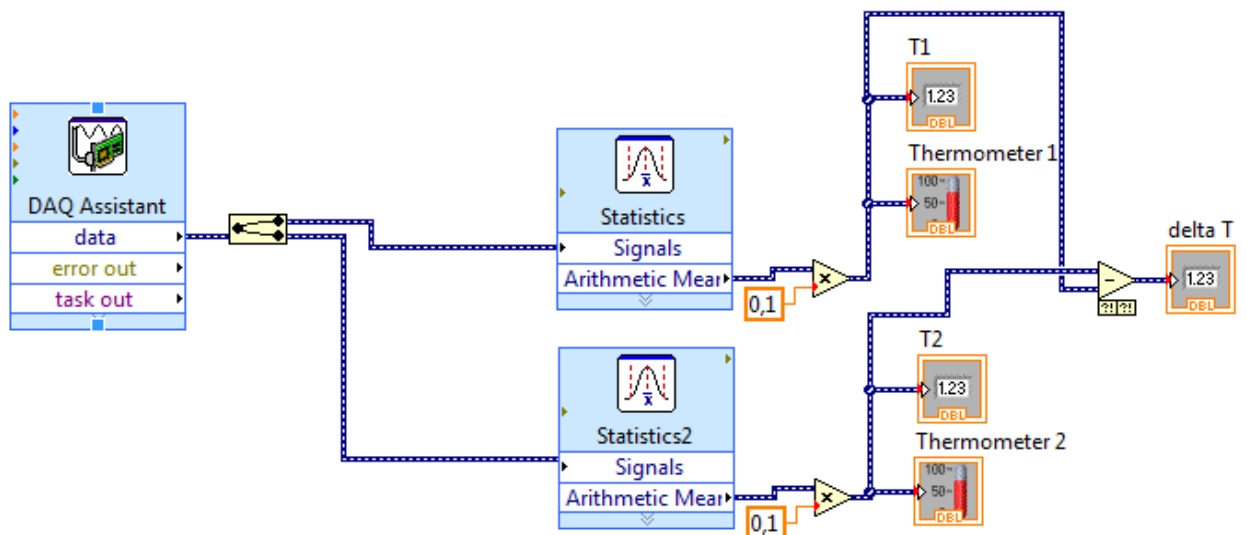 T1
1.23
DBL
Thermometer 1
100
50
DBL
DAQ Assistant
data
error out
task out
x
Statistics
Signals
Arithmetic Mear
×
0,1
delta T
-
1.23
DBL
?! ?!
T2
1.23
DBL
x
Statistics2
Signals
Arithmetic Mear
×
0,1
Thermometer 2
100
50
DBL